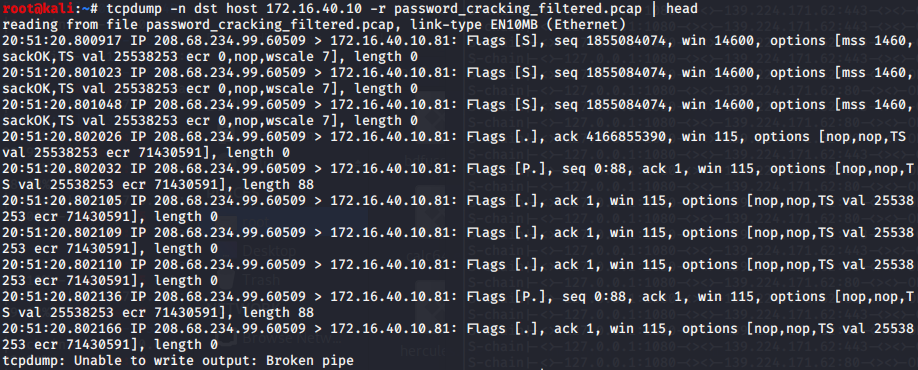 root@kali:~# tcpdump -n dst host 172.16.40.10 -r password_cracking_filtered.pcap | head
reading from file password_cracking_filtered.pcap, link-type EN10MB (Ethernet)
20:51:20.800917 IP 208.68.234.99.60509 > 172.16.40.10.81: Flags [S], seq 1855084074, win 14600, options [mss 1460,
sackOK,TS val 25538253 ecr 0,nop,wscale 7], length 0
20:51:20.801023 IP 208.68.234.99.60509 > 172.16.40.10.81: Flags [S], seq 1855084074, win 14600, options [mss 1460,
sackOK,TS val 25538253 ecr 0,nop,wscale 7], length 0
20:51:20.801048 IP 208.68.234.99.60509 > 172.16.40.10.81: Flags [S], seq 1855084074, win 14600, options [mss 1460,
sackOK,TS val 25538253 ecr 0,nop,wscale 7], length 0
20:51:20.802026 IP 208.68.234.99.60509 > 172.16.40.10.81: Flags [.], ack 4166855390, win 115, options [nop,nop,TS
val 25538253 ecr 71430591], length 0
20:51:20.802032 IP 208.68.234.99.60509 > 172.16.40.10.81: Flags [P.], seq 0:88, ack 1, win 115, options [nop,nop,T
S val 25538253 ecr 71430591], length 88
20:51:20.802105 IP 208.68.234.99.60509 > 172.16.40.10.81: Flags [.], ack 1, win 115, options [nop,nop,TS val 25538
253 ecr 71430591], length 0
20:51:20.802109 IP 208.68.234.99.60509 > 172.16.40.10.81: Flags [.], ack 1, win 115, options [nop,nop,TS val 25538
253 ecr 71430591], length 0
20:51:20.802110 IP 208.68.234.99.60509 > 172.16.40.10.81: Flags [.], ack 1, win 115, options [nop,nop,TS val 25538
253 ecr 71430591], length 0
20:51:20.802136 IP 208.68.234.99.60509 > 172.16.40.10.81: Flags [P.], seq 0:88, ack 1, win 115, options [nop,nop,T
S val 25538253 ecr 71430591], length 88
20:51:20.802166 IP 208.68.234.99.60509 > 172.16.40.10.81: Flags [.], ack 1, win 115, options [nop,nop,TS val 25538
253 ecr 71430591], length 0
tcpdump: Unable to write output: Broken pipe